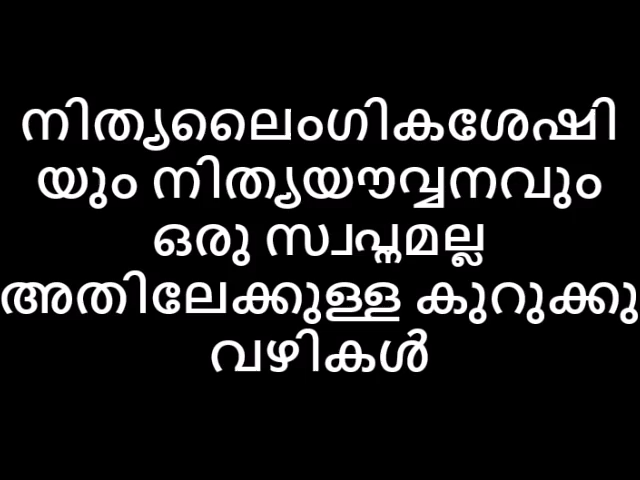 നിത്യലൈംഗികശേഷി
യും നിത്യയൗവ്വനവും
ഒരു സ്വപ്നമല്ല
അതിലേക്കുള്ള കുറുക്കു
വഴികൾ